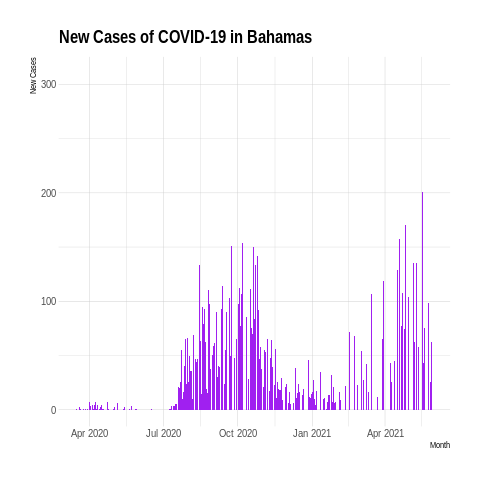 New Cases of COVID-19 in Bahamas
New Cases
300
200
100
0
Apr 2020 Jul 2020 Oct 2020 Jan 2021 Apr 2021
Month